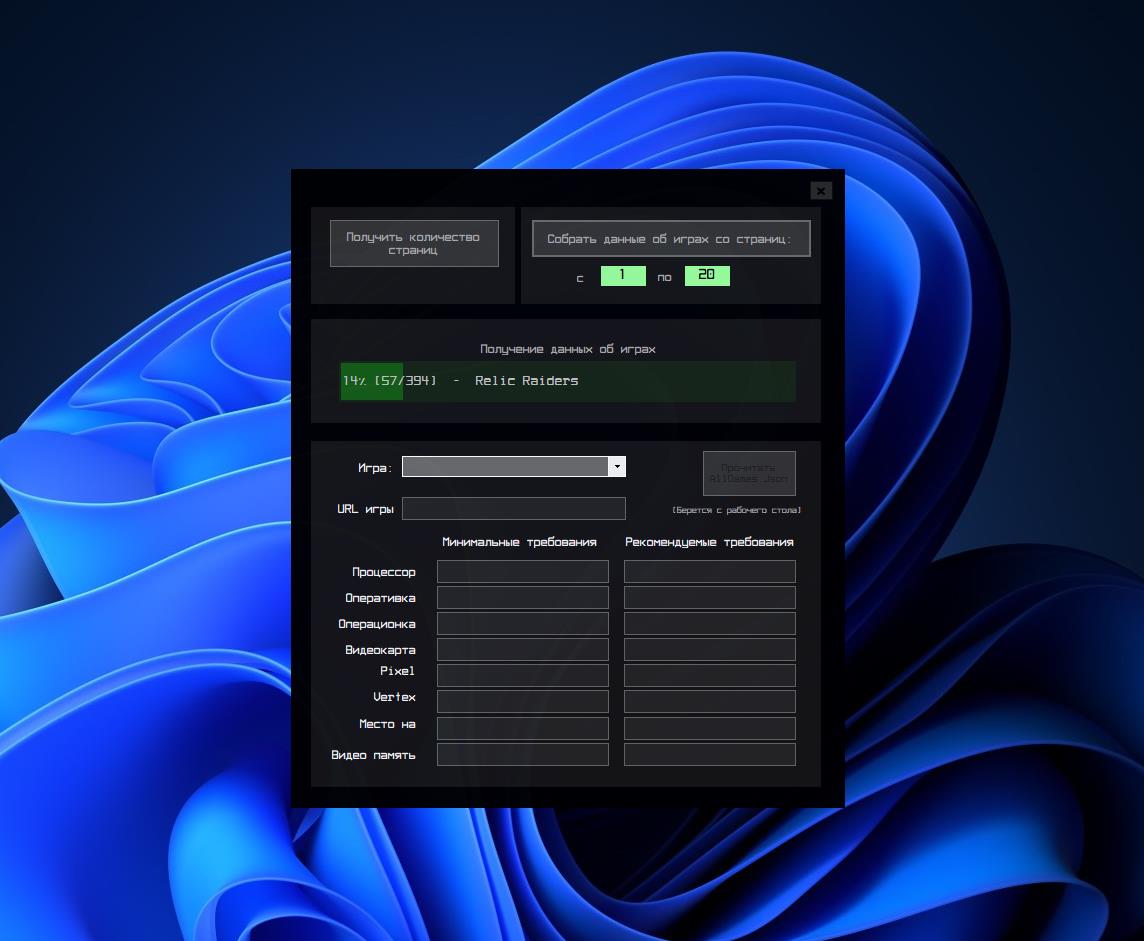 Получить количество
страниц
Собрать данные об играх со страниц:
с 1 по 20
Получение данных об играх
14% [57/394] - Relic Raiders
Игра:
Прочитать
AllGames.Json
URL игры
(Берется с рабочего стола)
Минимальные требования Рекомендуемые требования
Процессор
Оперативка
Операционка
Видеокарта
Pixel
Vertex
Место на
Видео память